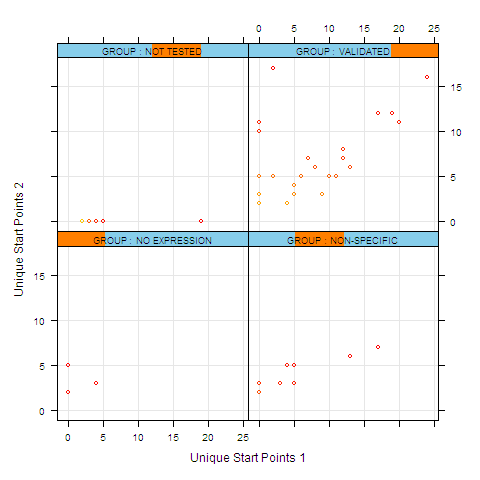 0 5 10 15 20 25
GROUP : NOT TESTED GROUP : VALIDATED
15
10
5
0
GROUP : NO EXPRESSION GROUP : NON-SPECIFIC
15
10
5
0
0 5 10 15 20 25
Unique Start Points 1
Unique Start Points 2